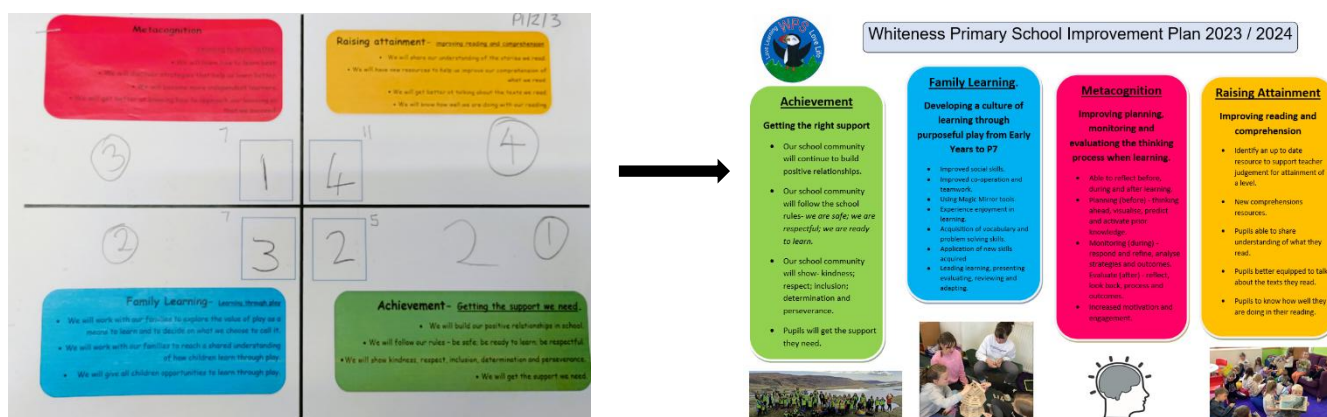 P1/2/3
Metacognition
Raising attainment- Improving reading and comprehension
• We will share our understanding of the stories we read.
• We will have new resources to help us improve our comprehension of
what we read.
• We will get better at talking about the texts we read
• We will know how well we are doing with our reading
3
7
1
11
4
4
2
7
3
5
2
2
1
Family Learning- Learning through play
• We will work with our families to explore the value of play as a
means to learn and to decide on what we choose to call it.
• We will work with our families to reach a shared understanding
of how children learn through play.
• We will give all children opportunities to learn through play.
Achievement- Getting the support we need.
• We will build our positive relationships in school.
• We will follow our rules - be safe; be ready to learn; be respectful.
• We will show kindness, respect, inclusion, determination and perseverance.
• We will get the support we need.
Live Learning WPS Love Life
Whiteness Primary School Improvement Plan 2023 / 2024
Achievement
Getting the right support
• Our school community
will continue to build
positive relationships.
• Our school community
will follow the school
rules- we are safe; we are
respectful; we are ready
to learn.
• Our school community
will show- kindness;
respect; inclusion;
determination and
perseverance.
• Pupils will get the support
they need.
Family Learning.
Developing a culture of
learning through
purposeful play from Early
Years to P7
• Improved social skills.
• Improved co-operation and
teamwork.
• Using Magic Mirror tools
• Experience enjoyment in
learning.
• Acquisition of vocabulary and
problem solving skills.
• Application of new skills
acquired
• Leading learning, presenting
evaluating, reviewing and
adapting.
Metacognition
Improving planning,
monitoring and
evaluationg the thinking
process when learning.
• Able to reflect before,
during and after learning.
• Planning (before) - thinking
ahead, visualise, predict
and activate prior
knowledge.
• Monitoring (during) -
respond and refine, analyse
strategies and outcomes.
Evaluate (after) - reflect,
look back, process and
outcomes.
• Increased motivation and
engagement.
Raising Attainment
Improving reading and
comprehension
• Identify an up to date
resource to support teacher
judgement for attainment of
a level.
• New comprehensions
resources.
• Pupils able to share
understanding of what they
read.
• Pupils better equipped to talk
about the texts they read.
• Pupils to know how well they
are doing in their reading.